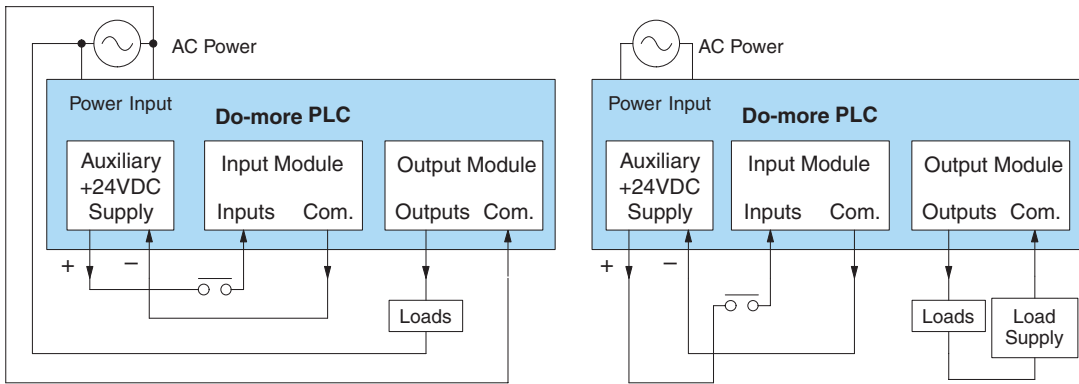 AC Power
Power Input
Do-more PLC
Auxiliary
+24VDC
Supply
Input Module
Inputs Com.
Output Module
Outputs Com.
+ −
Loads
AC Power
Power Input
Do-more PLC
Auxiliary
+24VDC
Supply
Input Module
Inputs Com.
Output Module
Outputs Com.
+ −
Loads
Load
Supply